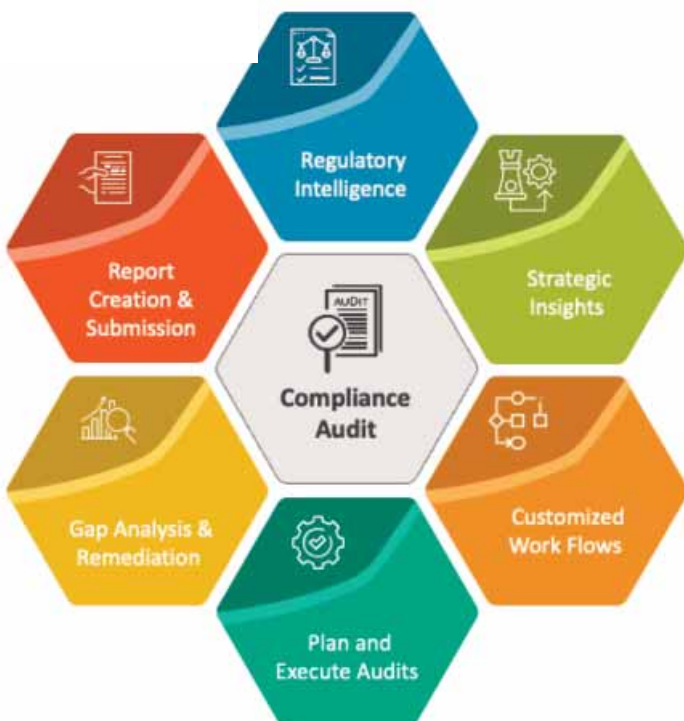 Regulatory
Intelligence
Strategic
Insights
Customized
Work Flows
Plan and
Execute Audits
Gap Analysis &
Remediation
Report
Creation &
Submission
AUDIT
Compliance
Audit